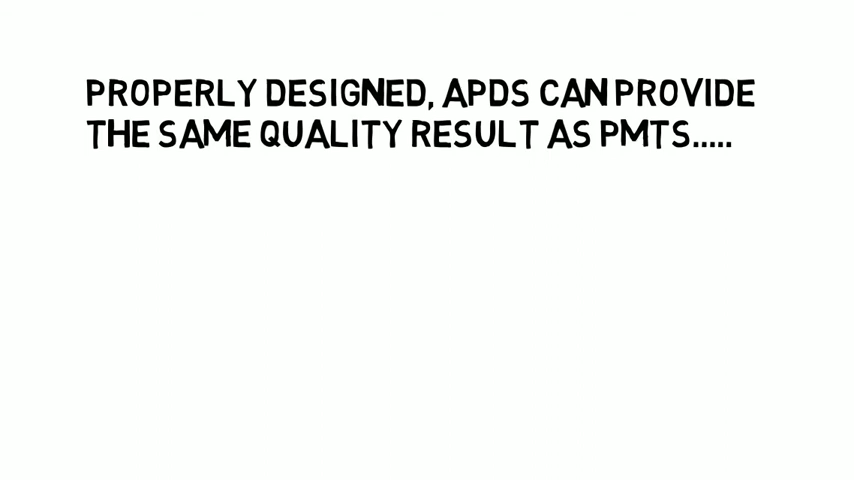 PROPERLY DESIGNED, APDS CAN PROVIDE
THE SAME QUALITY RESULT AS PMTS.....